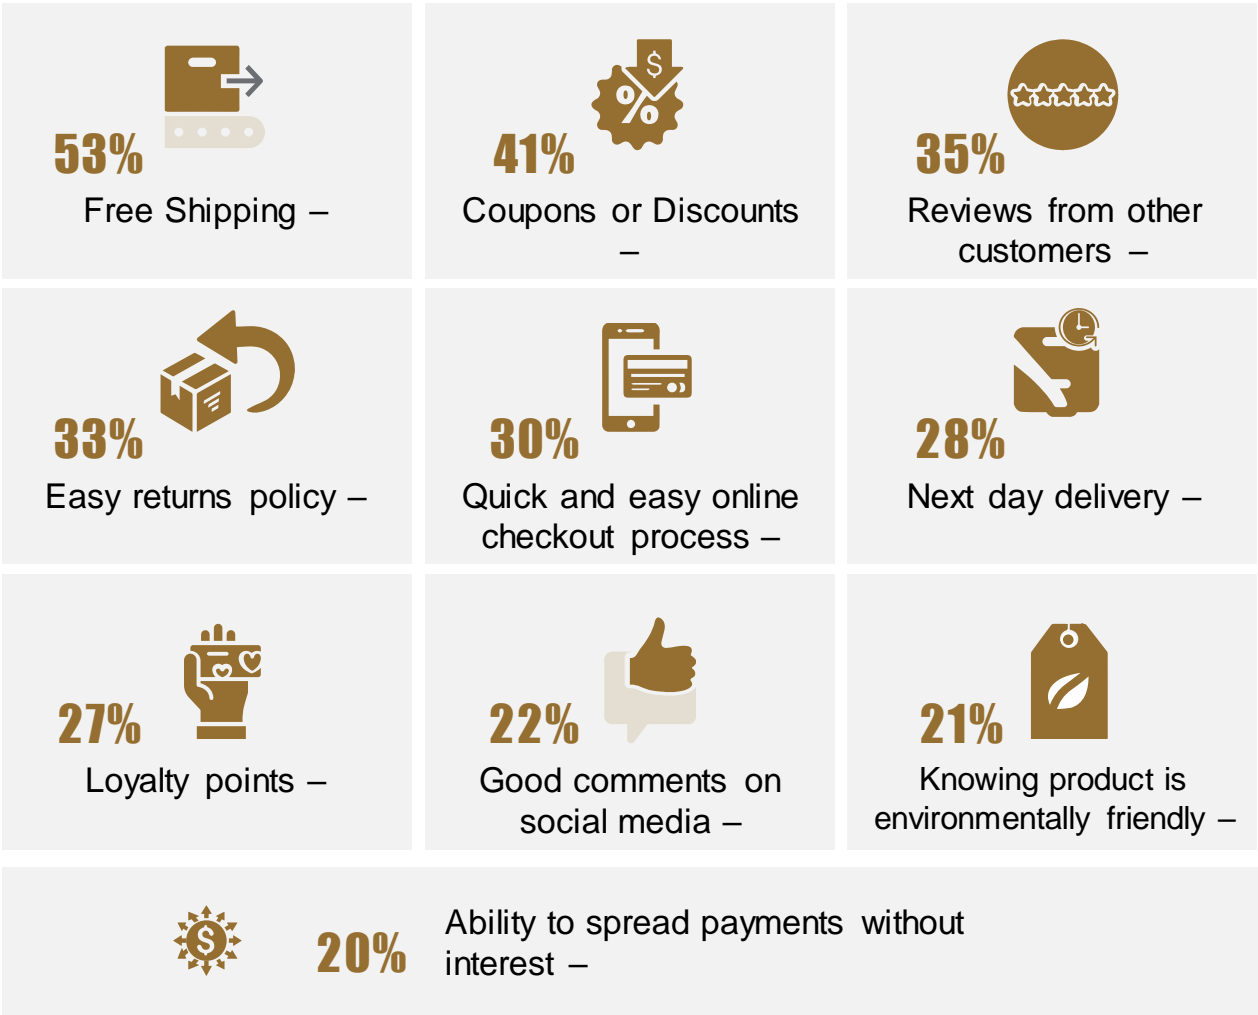 53%
Free Shipping –
41%
Coupons or Discounts
–
35%
Reviews from other
customers –
33%
Easy returns policy –
30%
Quick and easy online
checkout process –
28%
Next day delivery –
27%
Loyalty points –
22%
Good comments on
social media –
21%
Knowing product is
environmentally friendly –
20%
Ability to spread payments without
interest –